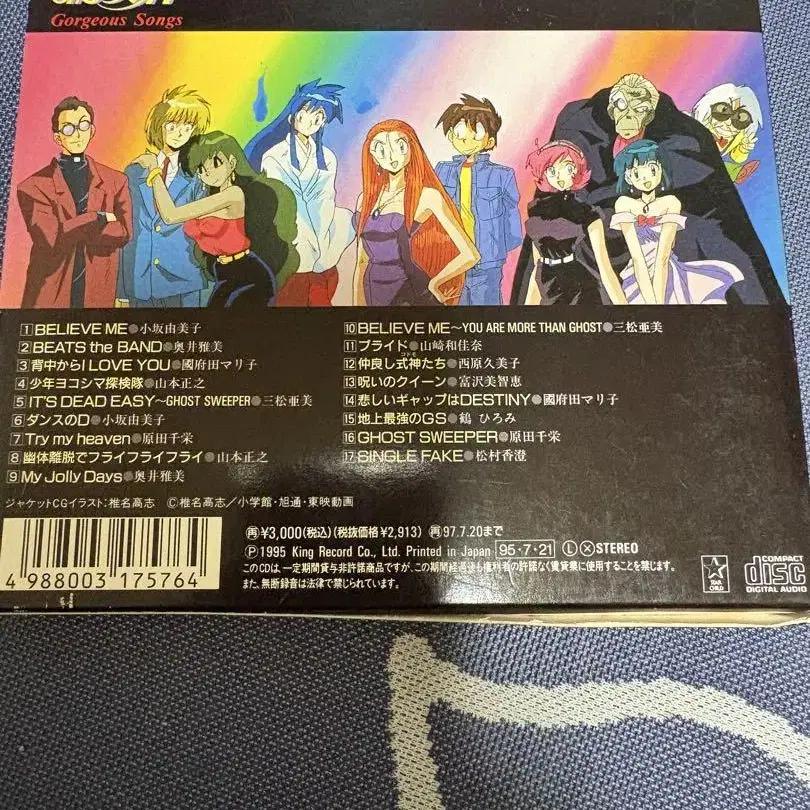 Gorgeous Songs
1 BELIEVE ME●小坂由美子
2 BEATS the BAND●奥井雅美
3 背中から I LOVE YOU●國府田マリ子
4 少年ヨコシマ探検隊●山本正之
5 IT'S DEAD EASY～GHOST SWEEPER●三松亜美
6 ダンスのD●小坂由美子
7 Try my heaven●原田千栄
8 幽体離脱でフライフライフライ●山本正之
9 My Jolly Days●奥井雅美
10 BELIEVE ME～YOU ARE MORE THAN GHOST●三松亜美
11 プライド●山崎和佳奈
12 仲良し式神たち●西原久美子
コドモ
13 呪いのクイーン●富沢美智恵
14 悲しいギャップはDESTINY●國府田マリ子
15 地上最強のGS●鶴 ひろみ
16 GHOST SWEEPER●原田千栄
17 SINGLE FAKE●松村香澄
ジャケットCGイラスト:椎名高志 ©椎名高志/小学館・旭通・東映動画
4 988003 175764
再¥3,000(税込)(税抜価格¥2,913) 再97.7.20まで
Ⓟ1995 King Record Co., Ltd. Printed in Japan 95・7・21 Ⓛ Ⓧ STEREO
このCDは、一定期間貸与非許諾商品ですが、この期間経過後も権利者の許諾なく賃貸業に使用することを禁じます。
また、無断録音は法律で禁じられています。
STAR CHILD
COMPACT
disc
DIGITAL AUDIO